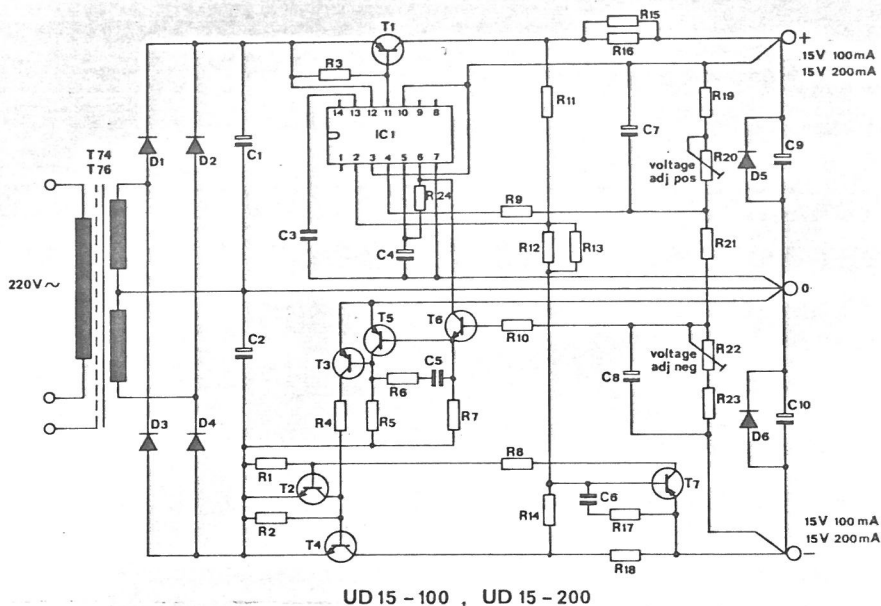 R15
R16
T1
+
15V 100mA
15V 200mA
R3
R11
R19
14 13 12 11 10 9 8
IC1
1 2 3 4 5 6 7
C1
C7
R20
voltage
adj pos
D5
C9
T74
T76
D1
D2
R24
R9
C3
C4
R12
R13
R21
220V~
0
C2
T5
T6
T3
R10
R22
voltage
adj neg
C8
R6
C5
R23
C10
R4
R5
R7
D6
D3
D4
R1
R8
T2
T7
C6
R14
R17
R2
T4
R18
15V 100mA
15V 200mA
-
UD 15 - 100 , UD 15 - 200